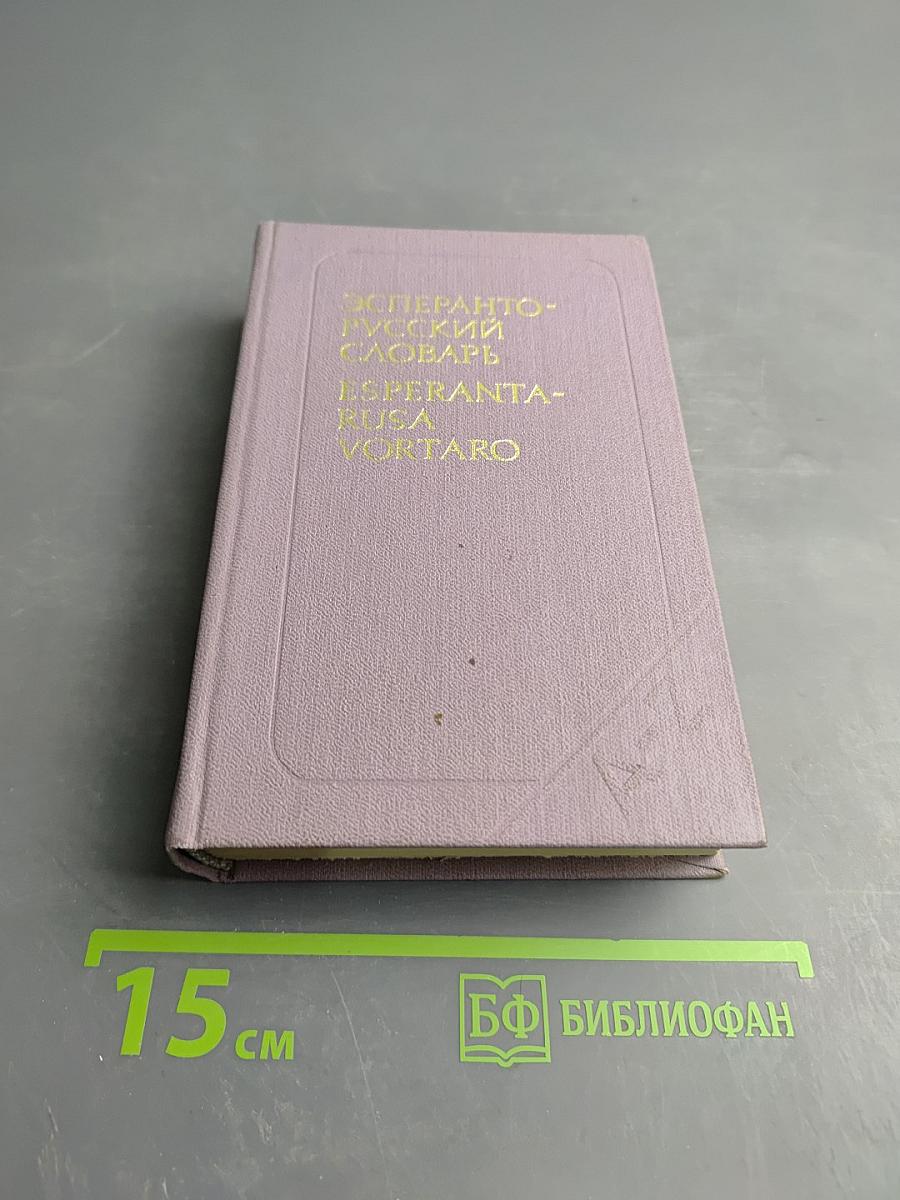 ЭСПЕРАНТО-
РУССКИЙ
СЛОВАРЬ
ESPERANTA-
RUSA
VORTARO
15 см
БФ БИБЛИОФАН